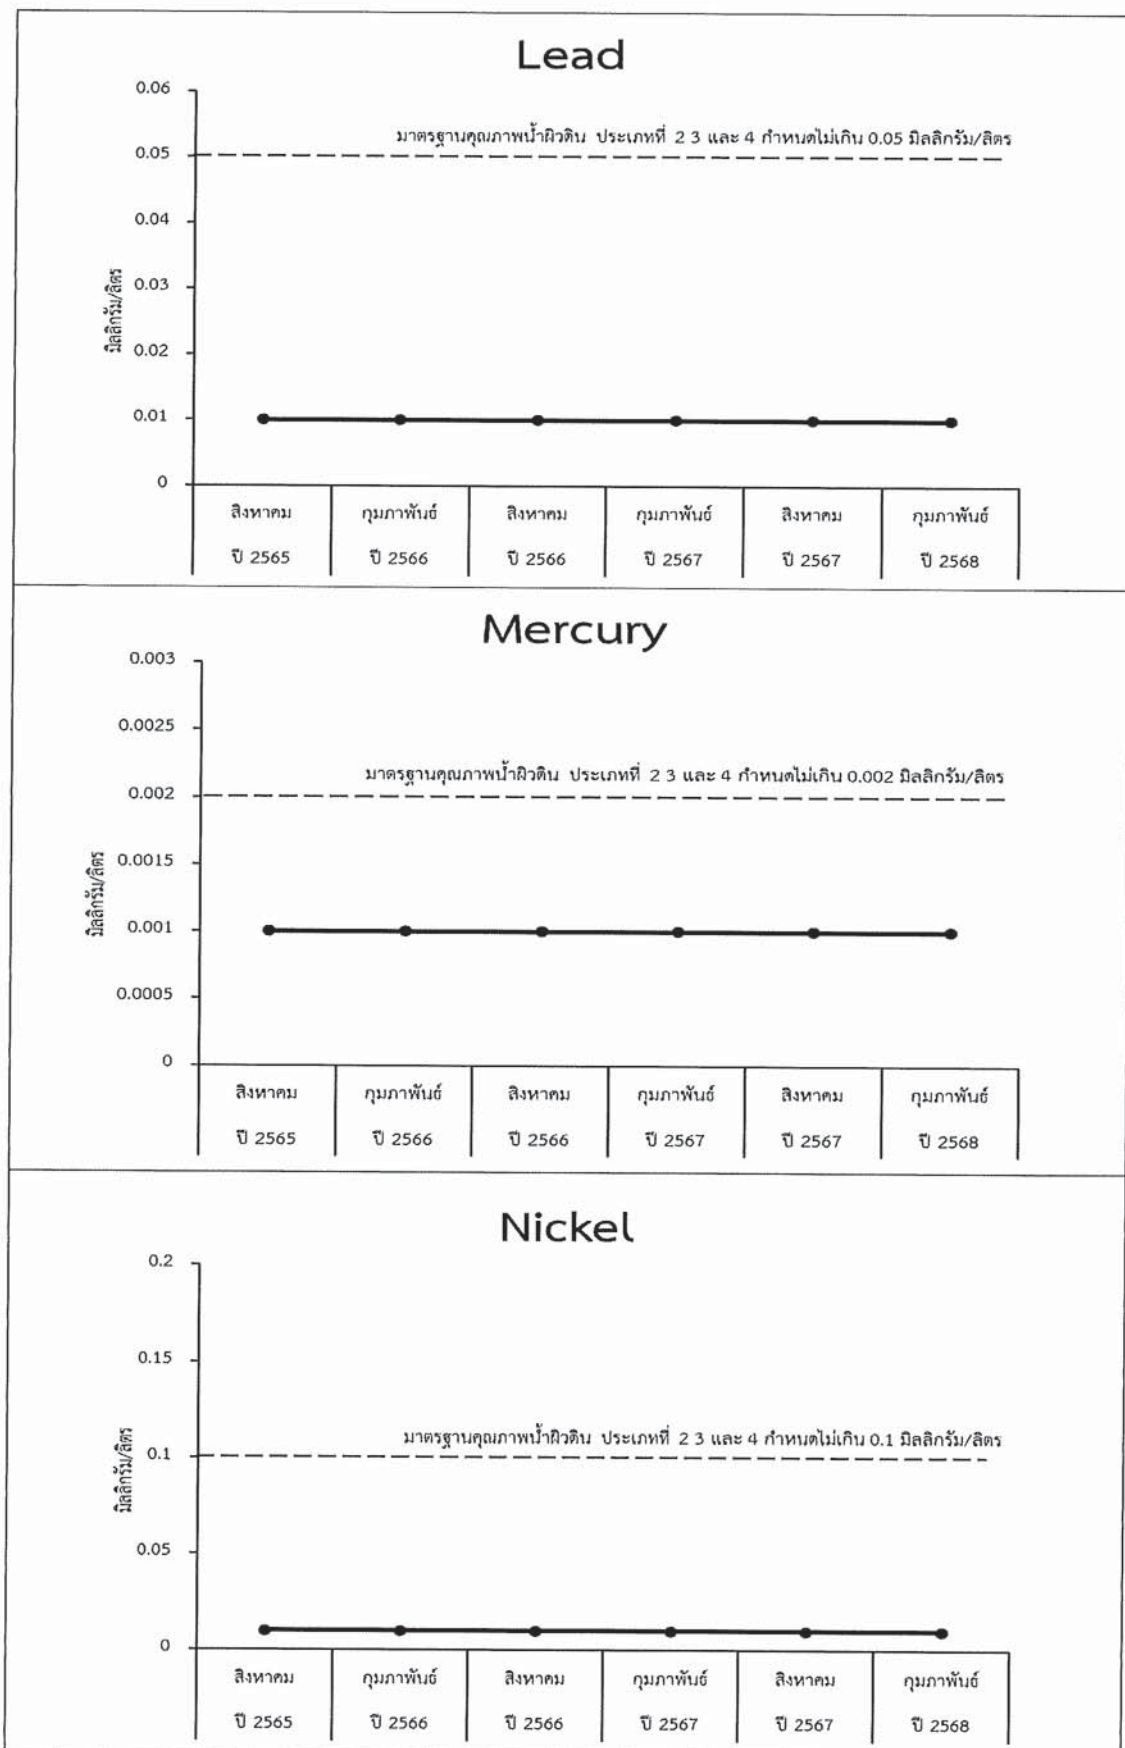 Lead
0.06
มาตรฐานคุณภาพน้ำผิวดิน ประเภทที่ 2 3 และ 4 กำหนดไม่เกิน 0.05 มิลลิกรัม/ลิตร
0.05
0.04
0.03
มิลลิกรัม/ลิตร
0.02
0.01
0
สิงหาคม กุมภาพันธ์ สิงหาคม กุมภาพันธ์ สิงหาคม กุมภาพันธ์
ปี 2565 ปี 2566 ปี 2566 ปี 2567 ปี 2567 ปี 2568
Mercury
0.003
0.0025
มาตรฐานคุณภาพน้ำผิวดิน ประเภทที่ 2 3 และ 4 กำหนดไม่เกิน 0.002 มิลลิกรัม/ลิตร
0.002
0.0015
มิลลิกรัม/ลิตร
0.001
0.0005
0
สิงหาคม กุมภาพันธ์ สิงหาคม กุมภาพันธ์ สิงหาคม กุมภาพันธ์
ปี 2565 ปี 2566 ปี 2566 ปี 2567 ปี 2567 ปี 2568
Nickel
0.2
0.15
มาตรฐานคุณภาพน้ำผิวดิน ประเภทที่ 2 3 และ 4 กำหนดไม่เกิน 0.1 มิลลิกรัม/ลิตร
0.1
มิลลิกรัม/ลิตร
0.05
0
สิงหาคม กุมภาพันธ์ สิงหาคม กุมภาพันธ์ สิงหาคม กุมภาพันธ์
ปี 2565 ปี 2566 ปี 2566 ปี 2567 ปี 2567 ปี 2568